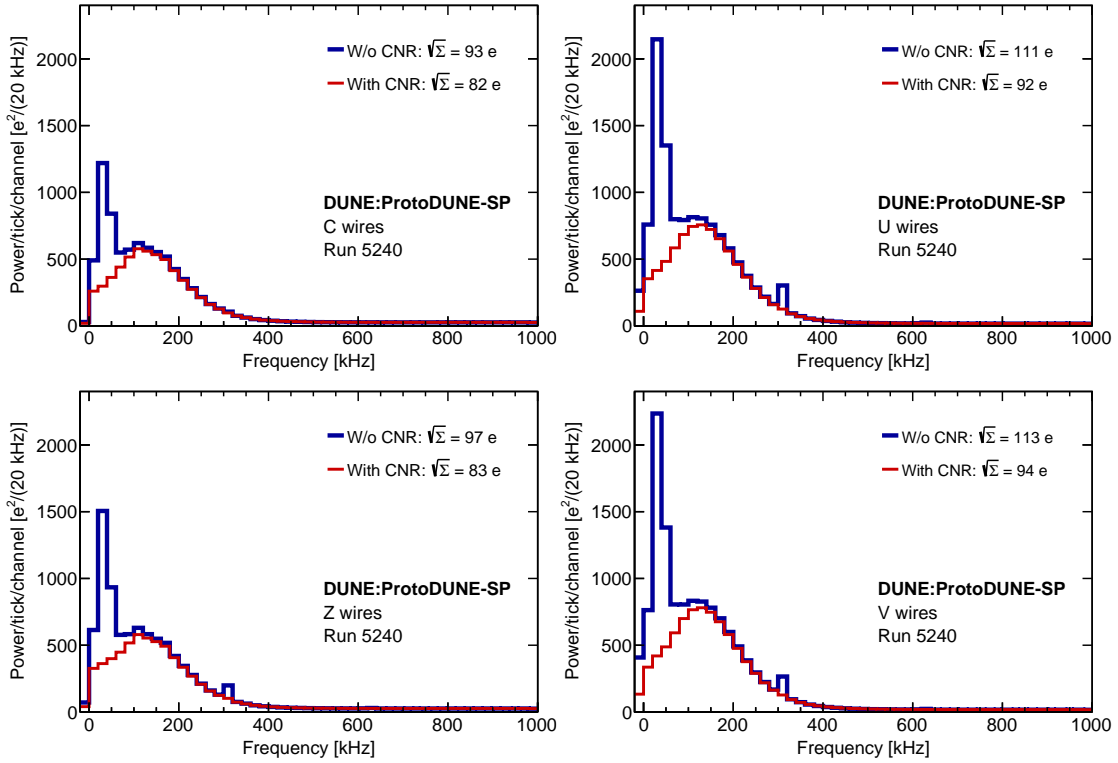 Power/tick/channel [e²/(20 kHz)]
2000
1500
1000
500
0
W/o CNR: √Σ = 93 e
With CNR: √Σ = 82 e
DUNE:ProtoDUNE-SP
C wires
Run 5240
0 200 400 600 800 1000
Frequency [kHz]
Power/tick/channel [e²/(20 kHz)]
2000
1500
1000
500
0
W/o CNR: √Σ = 111 e
With CNR: √Σ = 92 e
DUNE:ProtoDUNE-SP
U wires
Run 5240
0 200 400 600 800 1000
Frequency [kHz]
Power/tick/channel [e²/(20 kHz)]
2000
1500
1000
500
0
W/o CNR: √Σ = 97 e
With CNR: √Σ = 83 e
DUNE:ProtoDUNE-SP
Z wires
Run 5240
0 200 400 600 800 1000
Frequency [kHz]
Power/tick/channel [e²/(20 kHz)]
2000
1500
1000
500
0
W/o CNR: √Σ = 113 e
With CNR: √Σ = 94 e
DUNE:ProtoDUNE-SP
V wires
Run 5240
0 200 400 600 800 1000
Frequency [kHz]